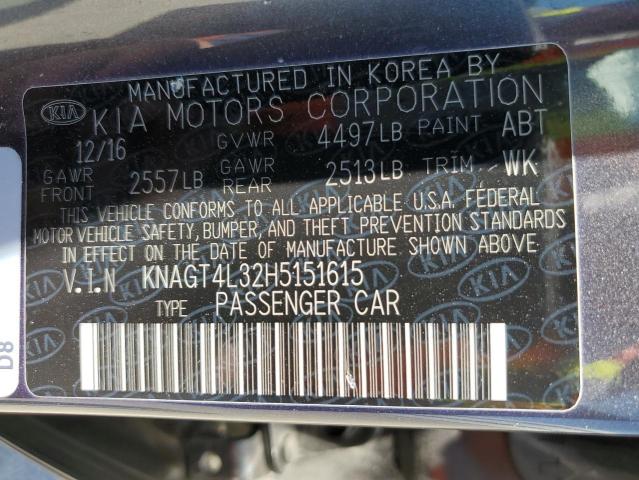 MANUFACTURED IN KOREA BY
KIA KIA MOTORS CORPORATION
12/16 GVWR 4497LB PAINT ABT
GAWR FRONT 2557LB GAWR REAR 2513LB TRIM WK
THIS VEHICLE CONFORMS TO ALL APPLICABLE U.S.A. FEDERAL
MOTOR VEHICLE SAFETY, BUMPER, AND THEFT PREVENTION STANDARDS
IN EFFECT ON THE DATE OF MANUFACTURE SHOWN ABOVE
V.I.N KNAGT4L32H5151615
TYPE PASSENGER CAR
D8